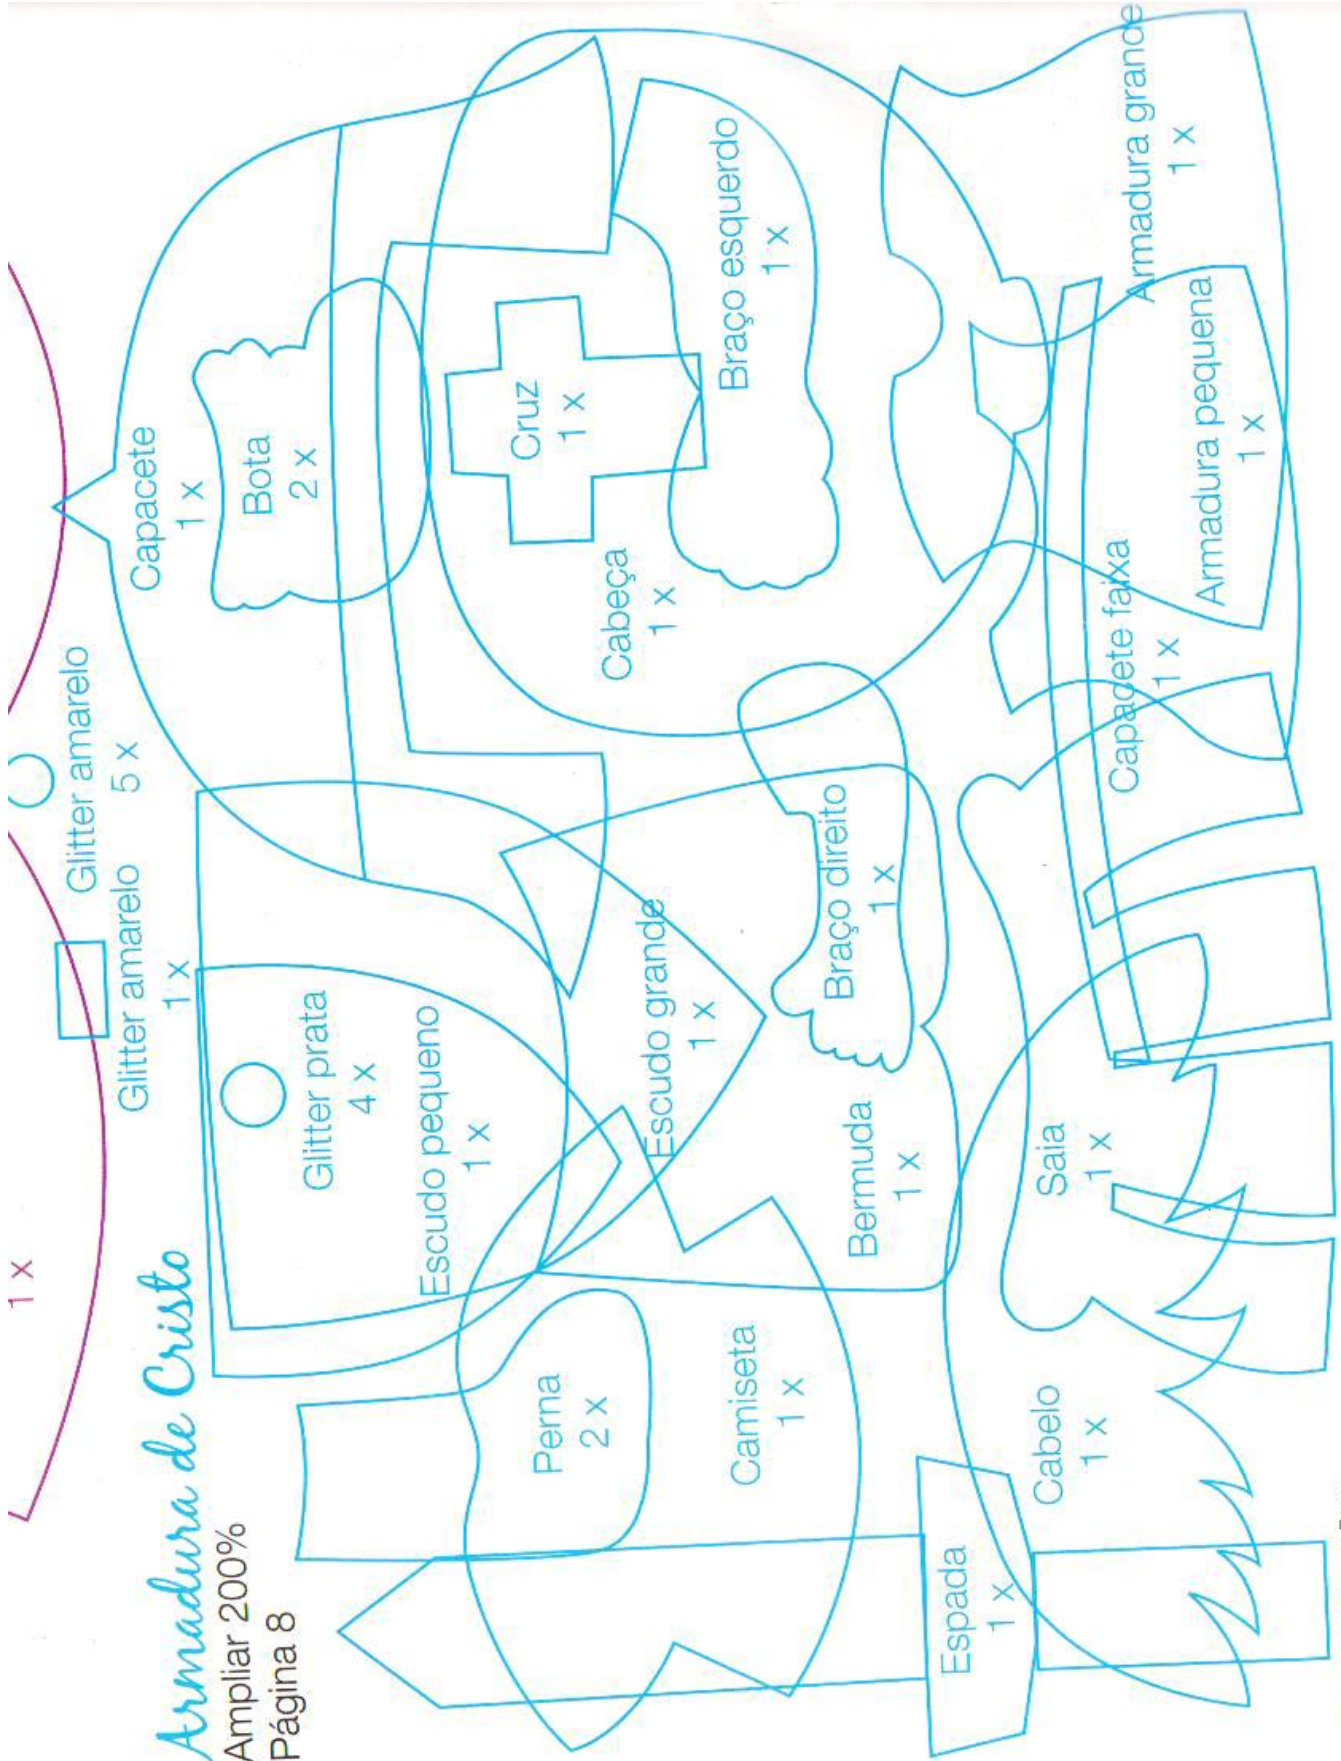 Armadura de Cristo
Ampliar 200%
Página 8
1 x
Glitter amarelo
5 x
Glitter amarelo
1 x
Capacete
1 x
Bota
2 x
Glitter prata
4 x
Escudo pequeno
1 x
Cruz
1 x
Cabeça
1 x
Braço esquerdo
1 x
Escudo grande
1 x
Perna
2 x
Camiseta
1 x
Braço direito
1 x
Bermuda
1 x
Espada
1 x
Cabelo
1 x
Saia
1 x
Capacete faixa
1 x
Armadura pequena
1 x
Armadura grande
1 x